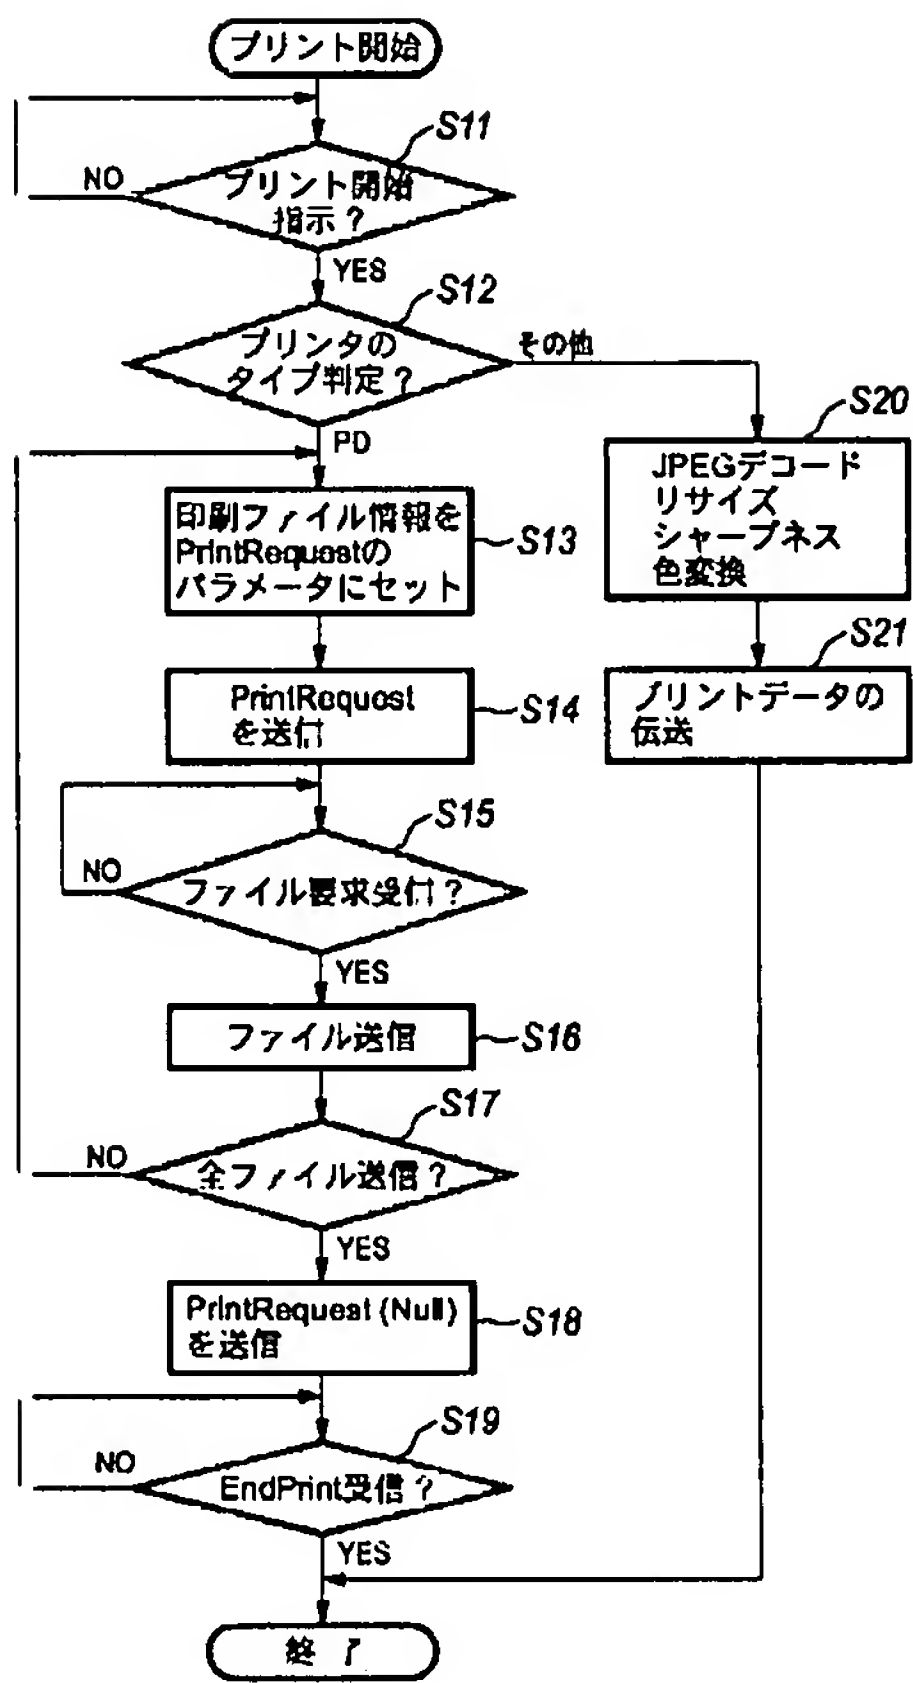 プリント開始
S11
NO
プリント開始
指示？
YES
S12
プリンタの
タイプ判定？
その他
PD
S20
JPEGデコード
リサイズ
シャープネス
色変換
印刷ファイル情報を
PrintRequestの
パラメータにセット
S13
S21
プリントデータの
伝送
PrintRequest
を送信
S14
S15
NO
ファイル要求受付？
YES
ファイル送信
S16
S17
NO
全ファイル送信？
YES
PrintRequest (Null)
を送信
S18
S19
NO
EndPrint受信？
YES
終了